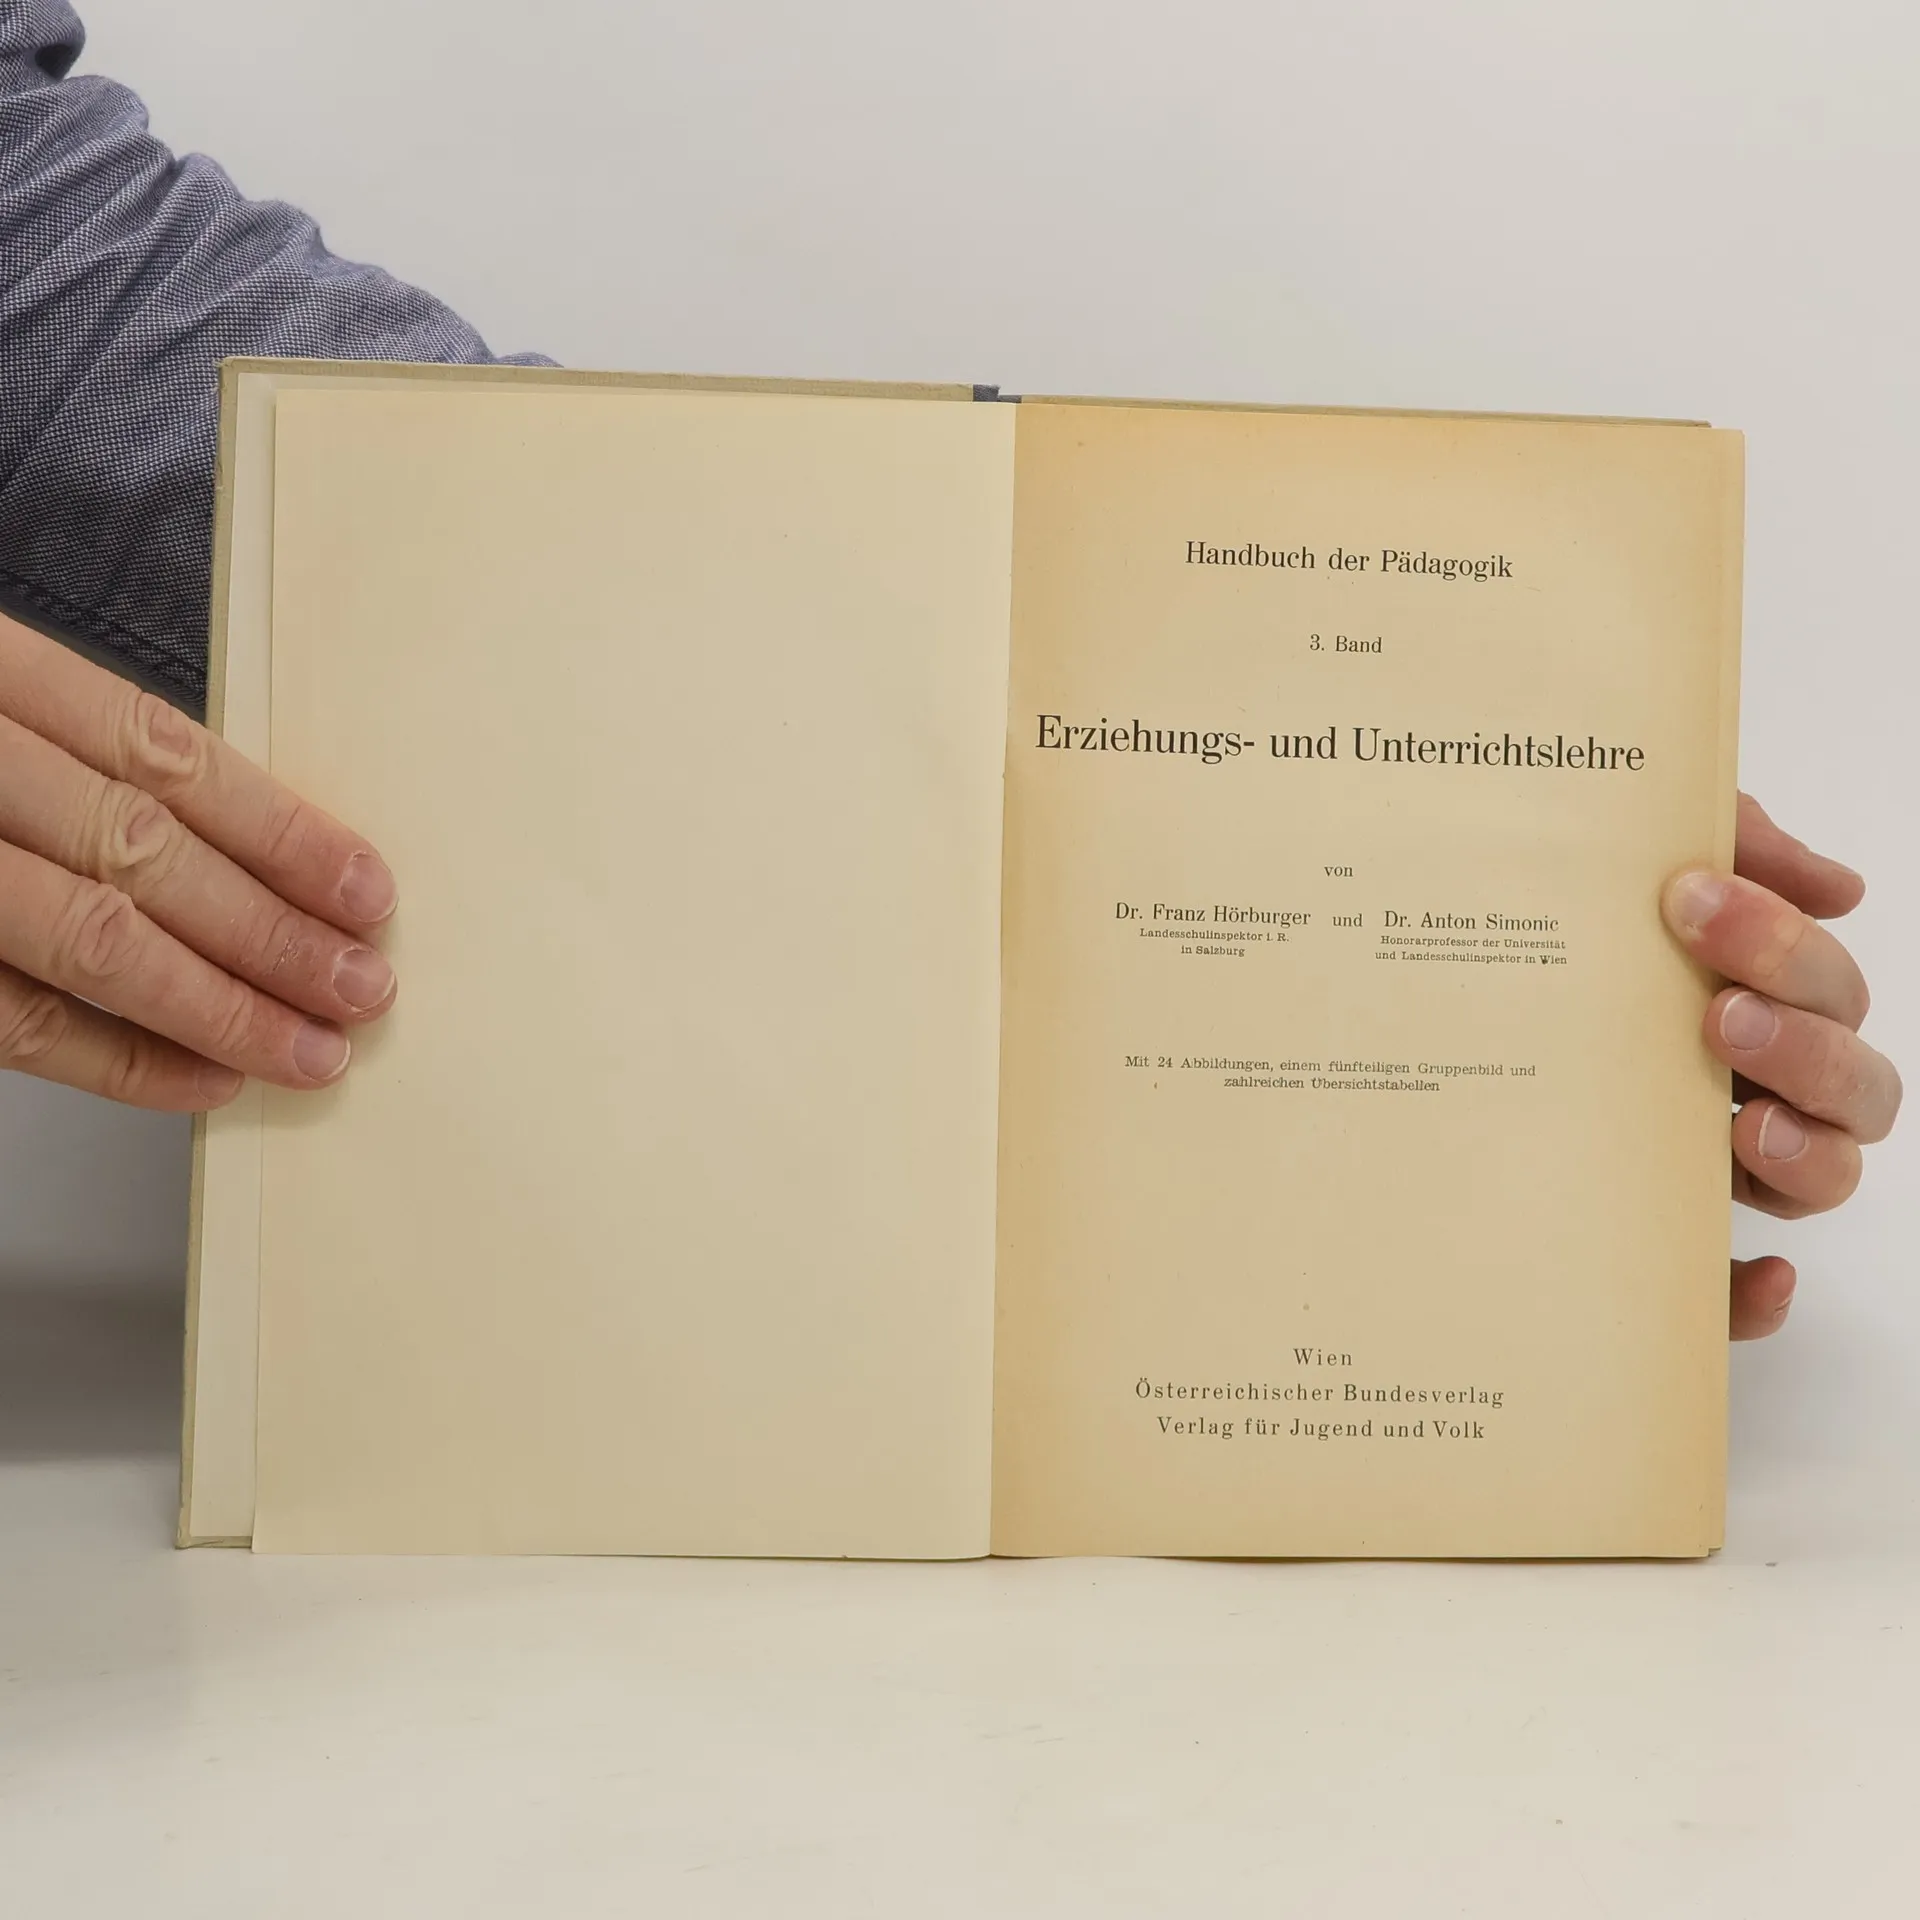 Handbuch der Pädagogik
3. Band
Erziehungs- und Unterrichtslehre
von
Dr. Franz Hörburger und Dr. Anton Simonic
Landesschulinspektor i. R. Honorarprofessor der Universität
in Salzburg und Landesschulinspektor in Wien
Mit 24 Abbildungen, einem fünfteiligen Gruppenbild und
zahlreichen Übersichtstabellen
Wien
Österreichischer Bundesverlag
Verlag für Jugend und Volk